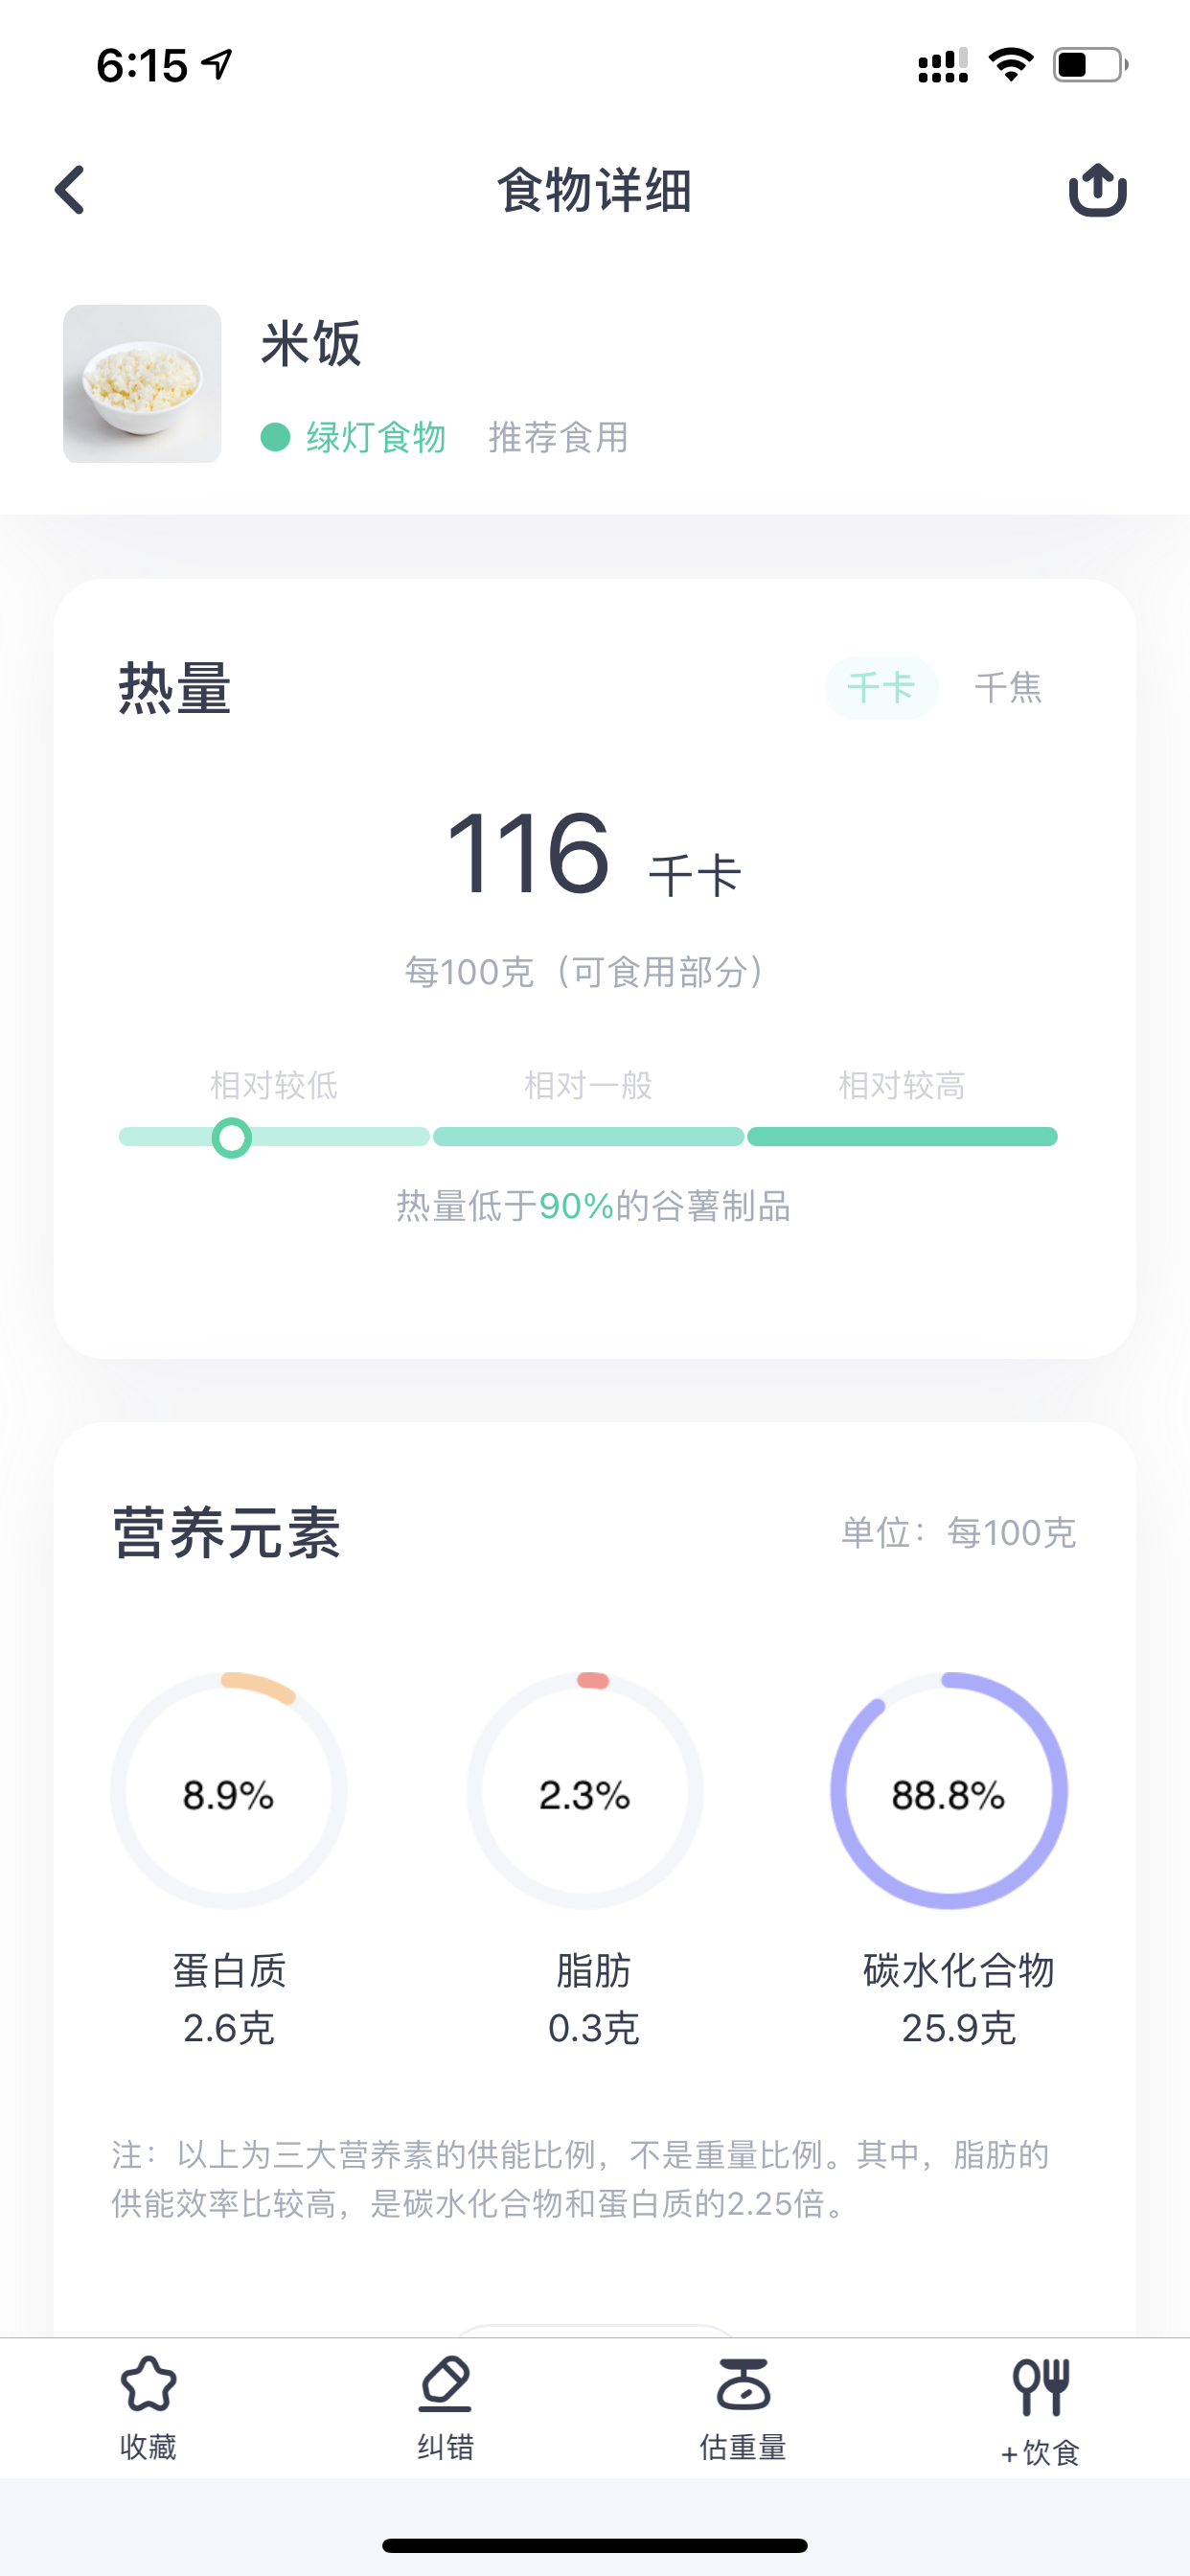 6:15
食物详细
米饭
绿灯食物 推荐食用
热量 千卡 千焦
116 千卡
每100克（可食用部分）
相对较低 相对一般 相对较高
热量低于90%的谷薯制品
营养元素 单位：每100克
8.9% 2.3% 88.8%
蛋白质 脂肪 碳水化合物
2.6克 0.3克 25.9克
注：以上为三大营养素的供能比例，不是重量比例。其中，脂肪的
供能效率比较高，是碳水化合物和蛋白质的2.25倍。
收藏 纠错 估重量 +饮食